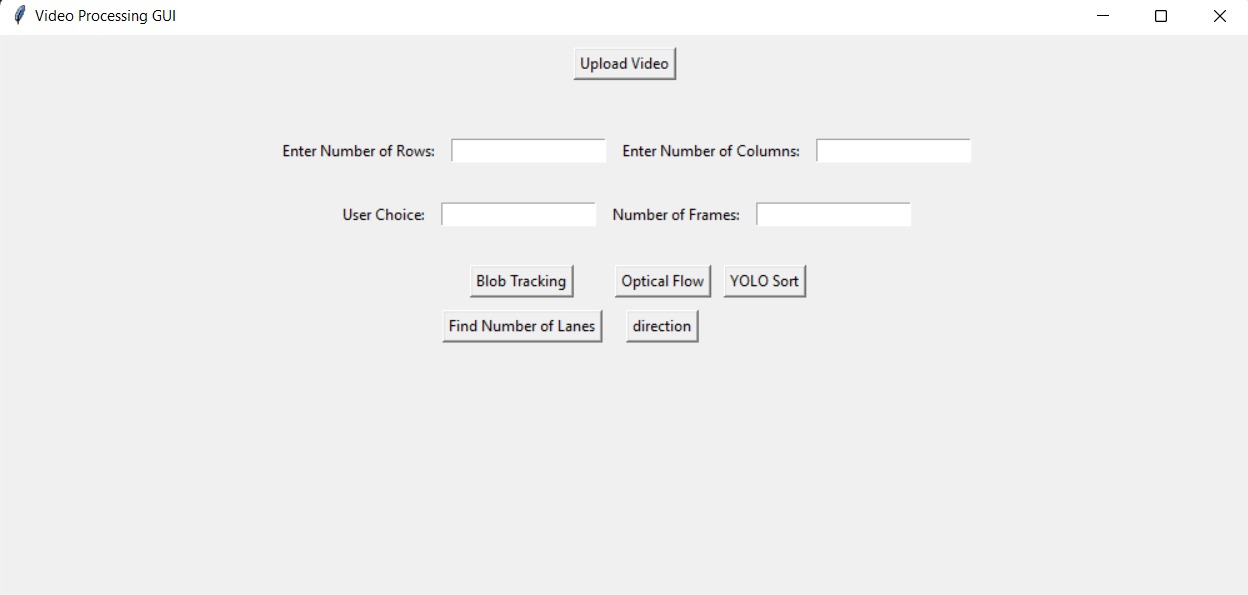 Video Processing GUI
Upload Video
Enter Number of Rows: Enter Number of Columns:
User Choice: Number of Frames:
Blob Tracking Optical Flow YOLO Sort
Find Number of Lanes direction